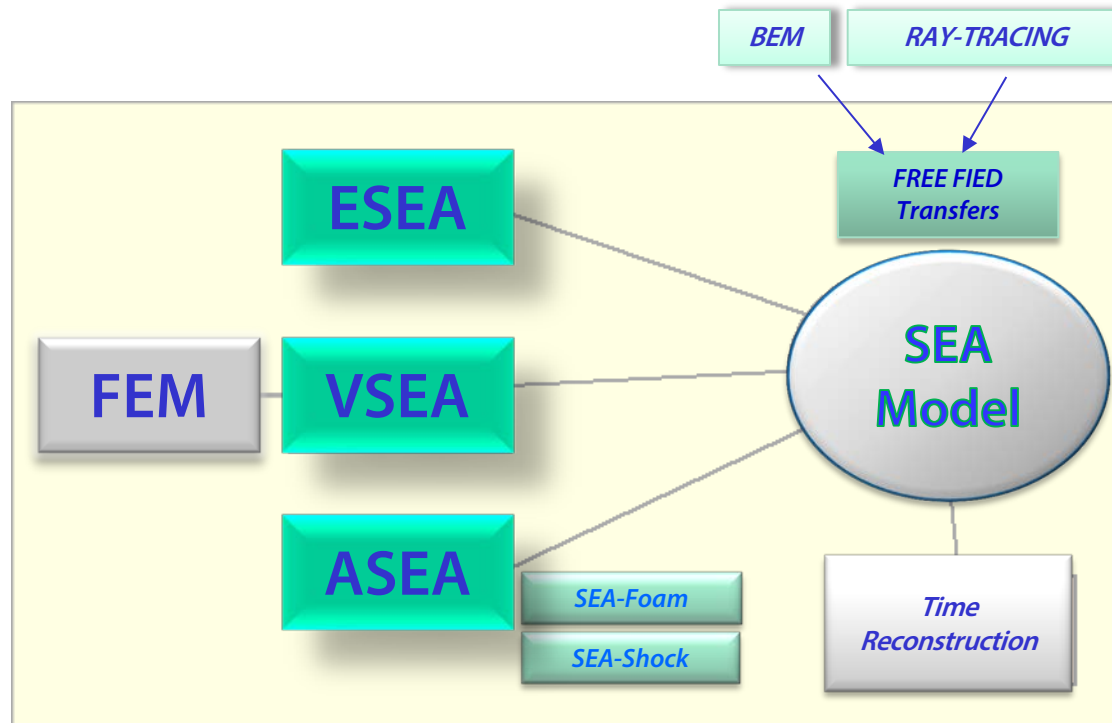 BEM
RAY-TRACING
FREE FIED
Transfers
ESEA
SEA
Model
FEM
VSEA
ASEA
SEA-Foam
SEA-Shock
Time
Reconstruction